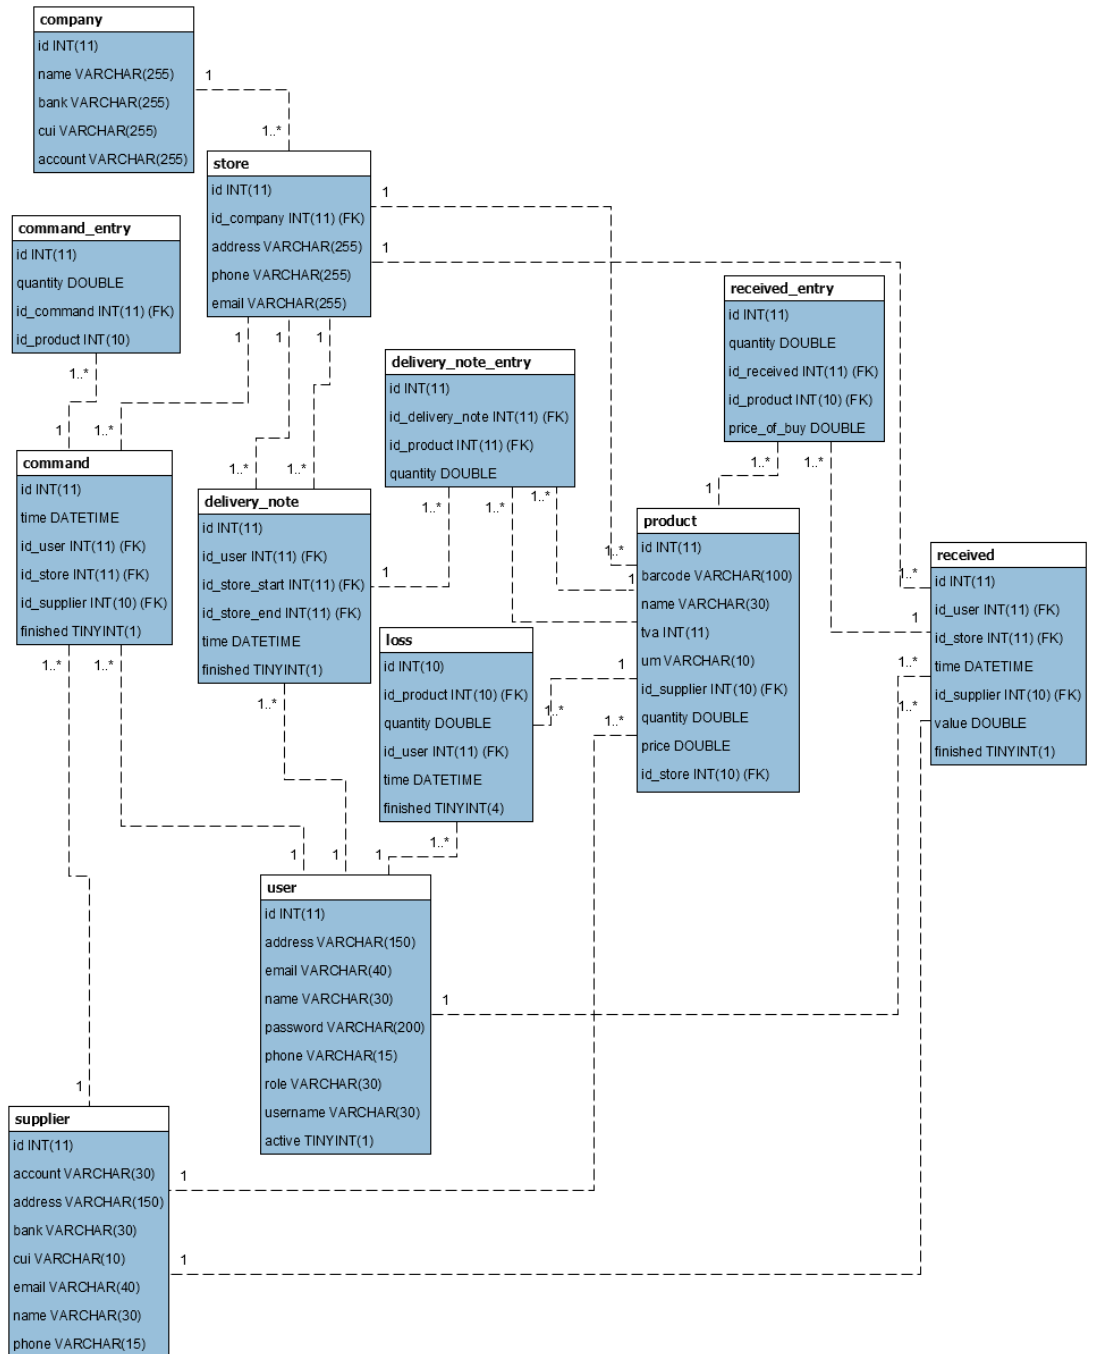 company
id INT(11)
name VARCHAR(255)
bank VARCHAR(255)
cui VARCHAR(255)
account VARCHAR(255)
1
1..*
store
id INT(11)
id_company INT(11) (FK)
address VARCHAR(255)
phone VARCHAR(255)
email VARCHAR(255)
1
1
1
1
1
command_entry
id INT(11)
quantity DOUBLE
id_command INT(11) (FK)
id_product INT(10)
1..*
1
1..*
command
id INT(11)
time DATETIME
id_user INT(11) (FK)
id_store INT(11) (FK)
id_supplier INT(10) (FK)
finished TINYINT(1)
1..*
1..*
1..*
1..*
delivery_note
id INT(11)
id_user INT(11) (FK)
id_store_start INT(11) (FK)
id_store_end INT(11) (FK)
time DATETIME
finished TINYINT(1)
1
1..*
delivery_note_entry
id INT(11)
id_delivery_note INT(11) (FK)
id_product INT(11) (FK)
quantity DOUBLE
1..*
1..*
1..*
received_entry
id INT(11)
quantity DOUBLE
id_received INT(11) (FK)
id_product INT(10) (FK)
price_of_buy DOUBLE
1..*
1..*
1
1..*
1
product
id INT(11)
barcode VARCHAR(100)
name VARCHAR(30)
tva INT(11)
um VARCHAR(10)
id_supplier INT(10) (FK)
quantity DOUBLE
price DOUBLE
id_store INT(10) (FK)
1
1..*
received
id INT(11)
id_user INT(11) (FK)
id_store INT(11) (FK)
time DATETIME
id_supplier INT(10) (FK)
value DOUBLE
finished TINYINT(1)
1..*
1
1..*
1..*
loss
id INT(10)
id_product INT(10) (FK)
quantity DOUBLE
id_user INT(11) (FK)
time DATETIME
finished TINYINT(4)
1..*
1..*
1
1
1
user
id INT(11)
address VARCHAR(150)
email VARCHAR(40)
name VARCHAR(30)
password VARCHAR(200)
phone VARCHAR(15)
role VARCHAR(30)
username VARCHAR(30)
active TINYINT(1)
1
1
supplier
id INT(11)
account VARCHAR(30)
address VARCHAR(150)
bank VARCHAR(30)
cui VARCHAR(10)
email VARCHAR(40)
name VARCHAR(30)
phone VARCHAR(15)
1
1